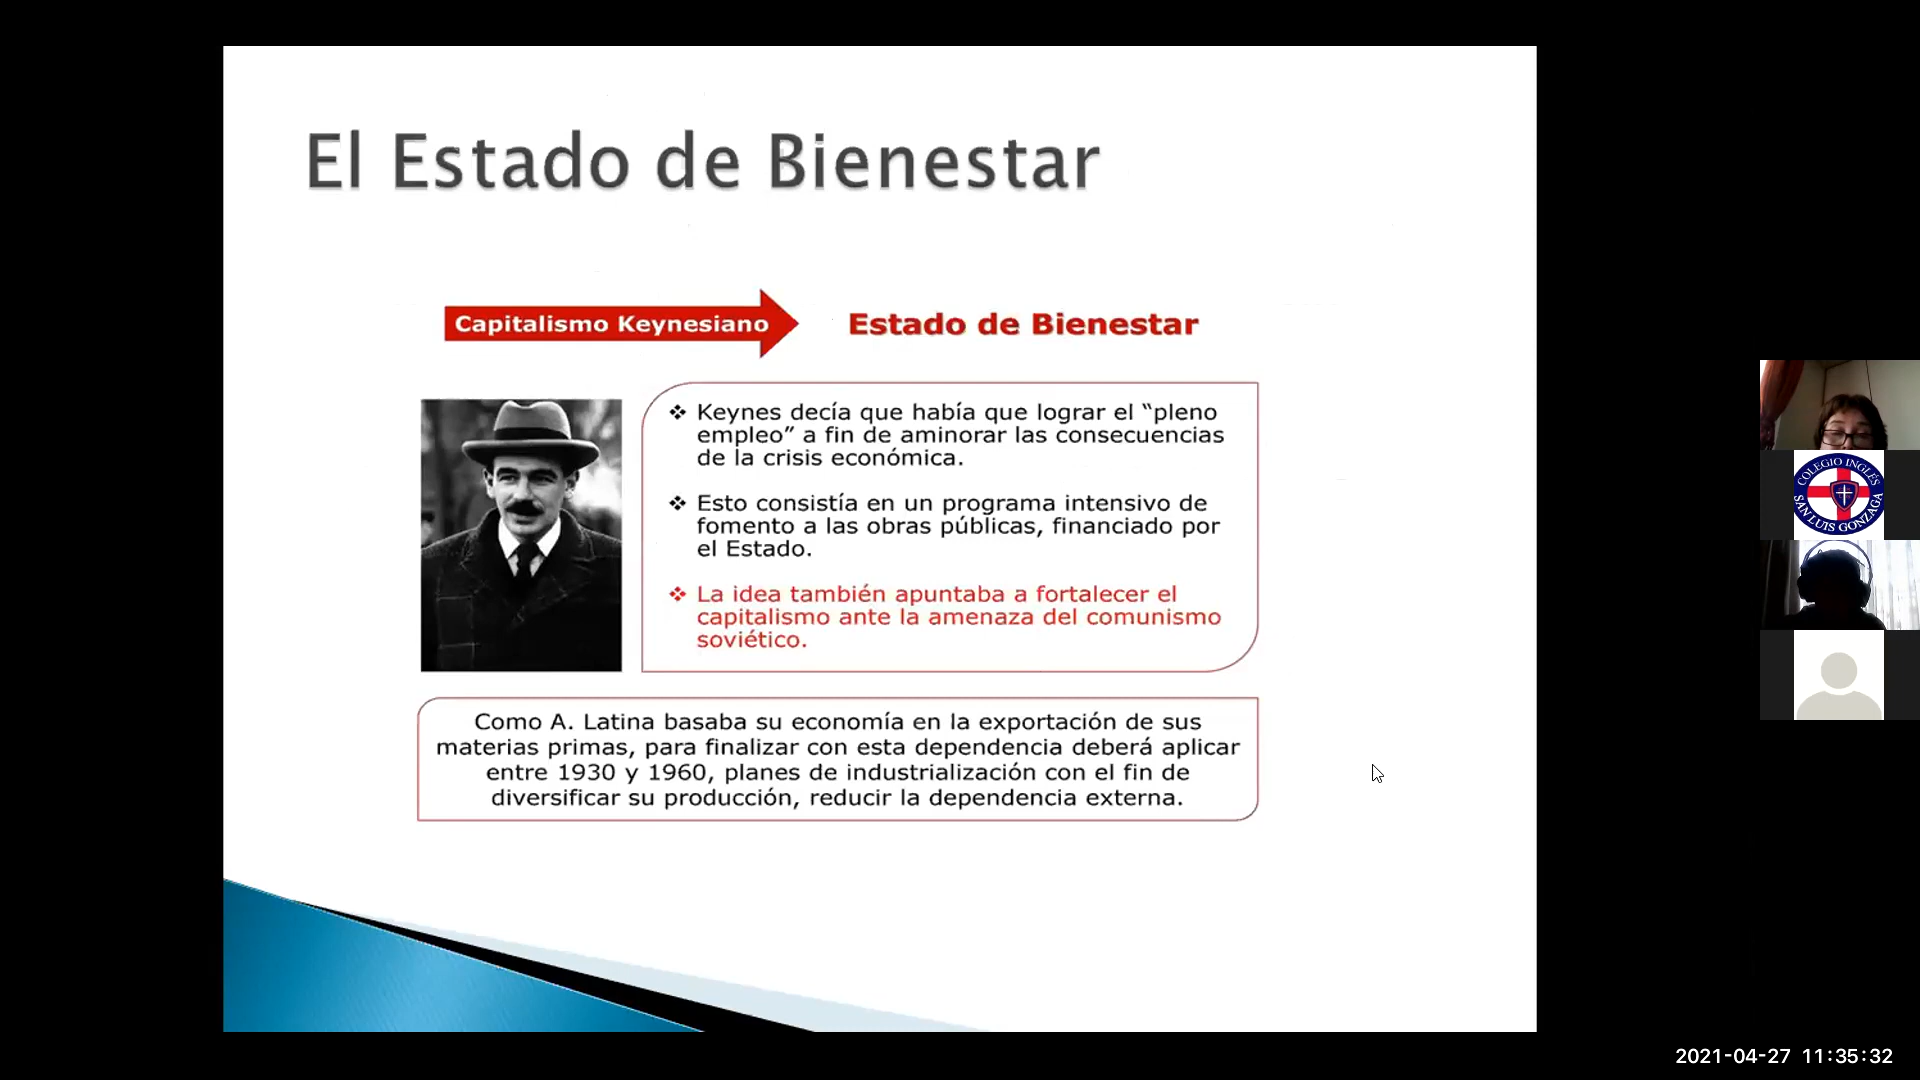 El Estado de Bienestar
Capitalismo Keynesiano
Estado de Bienestar
❖ Keynes decía que había que lograr el “pleno
empleo” a fin de aminorar las consecuencias
de la crisis económica.
❖ Esto consistía en un programa intensivo de
fomento a las obras públicas, financiado por
el Estado.
❖ La idea también apuntaba a fortalecer el
capitalismo ante la amenaza del comunismo
soviético.
Como A. Latina basaba su economía en la exportación de sus
materias primas, para finalizar con esta dependencia deberá aplicar
entre 1930 y 1960, planes de industrialización con el fin de
diversificar su producción, reducir la dependencia externa.
COLEGIO INGLÉS
SAN LUIS GONZAGA
2021-04-27 11:35:32